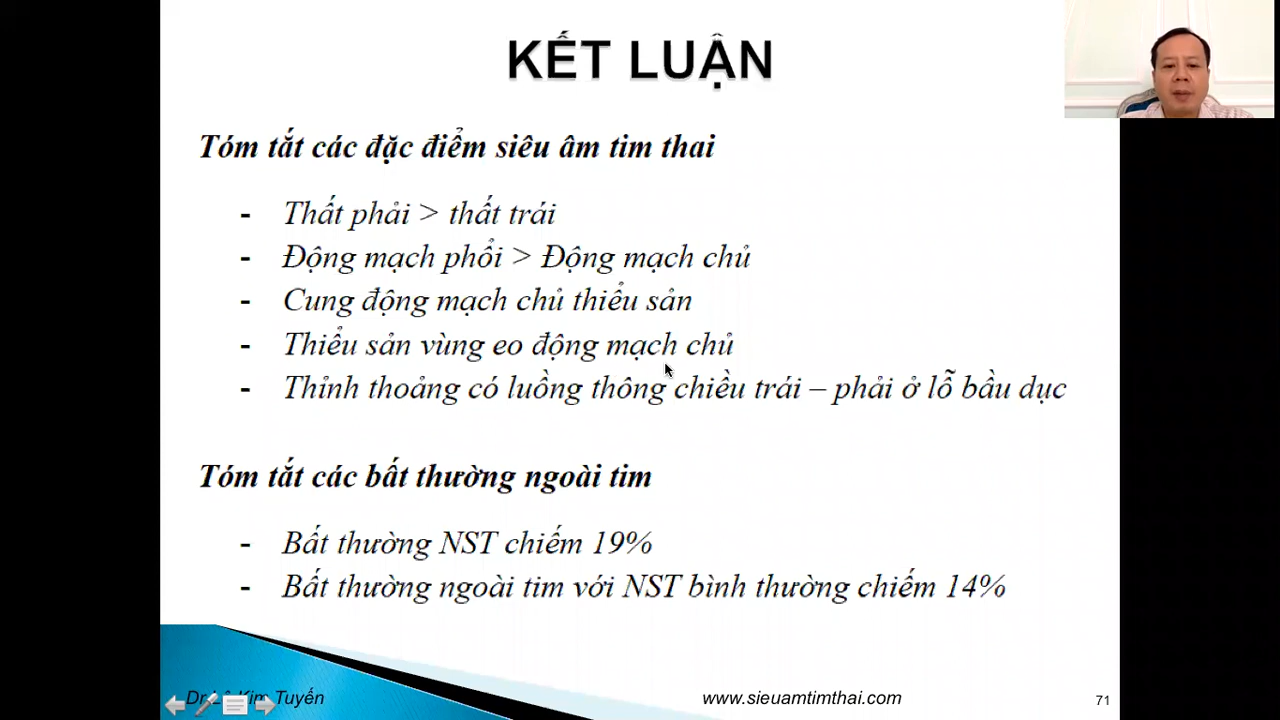 KẾT LUẬN
Tóm tắt các đặc điểm siêu âm tim thai
- Thất phải > thất trái
- Động mạch phổi > Động mạch chủ
- Cung động mạch chủ thiểu sản
- Thiểu sản vùng eo động mạch chủ
- Thỉnh thoảng có luồng thông chiều trái – phải ở lỗ bầu dục
Tóm tắt các bất thường ngoài tim
- Bất thường NST chiếm 19%
- Bất thường ngoài tim với NST bình thường chiếm 14%
Dr Lê Kim Tuyến
www.sieuamtimthai.com
71